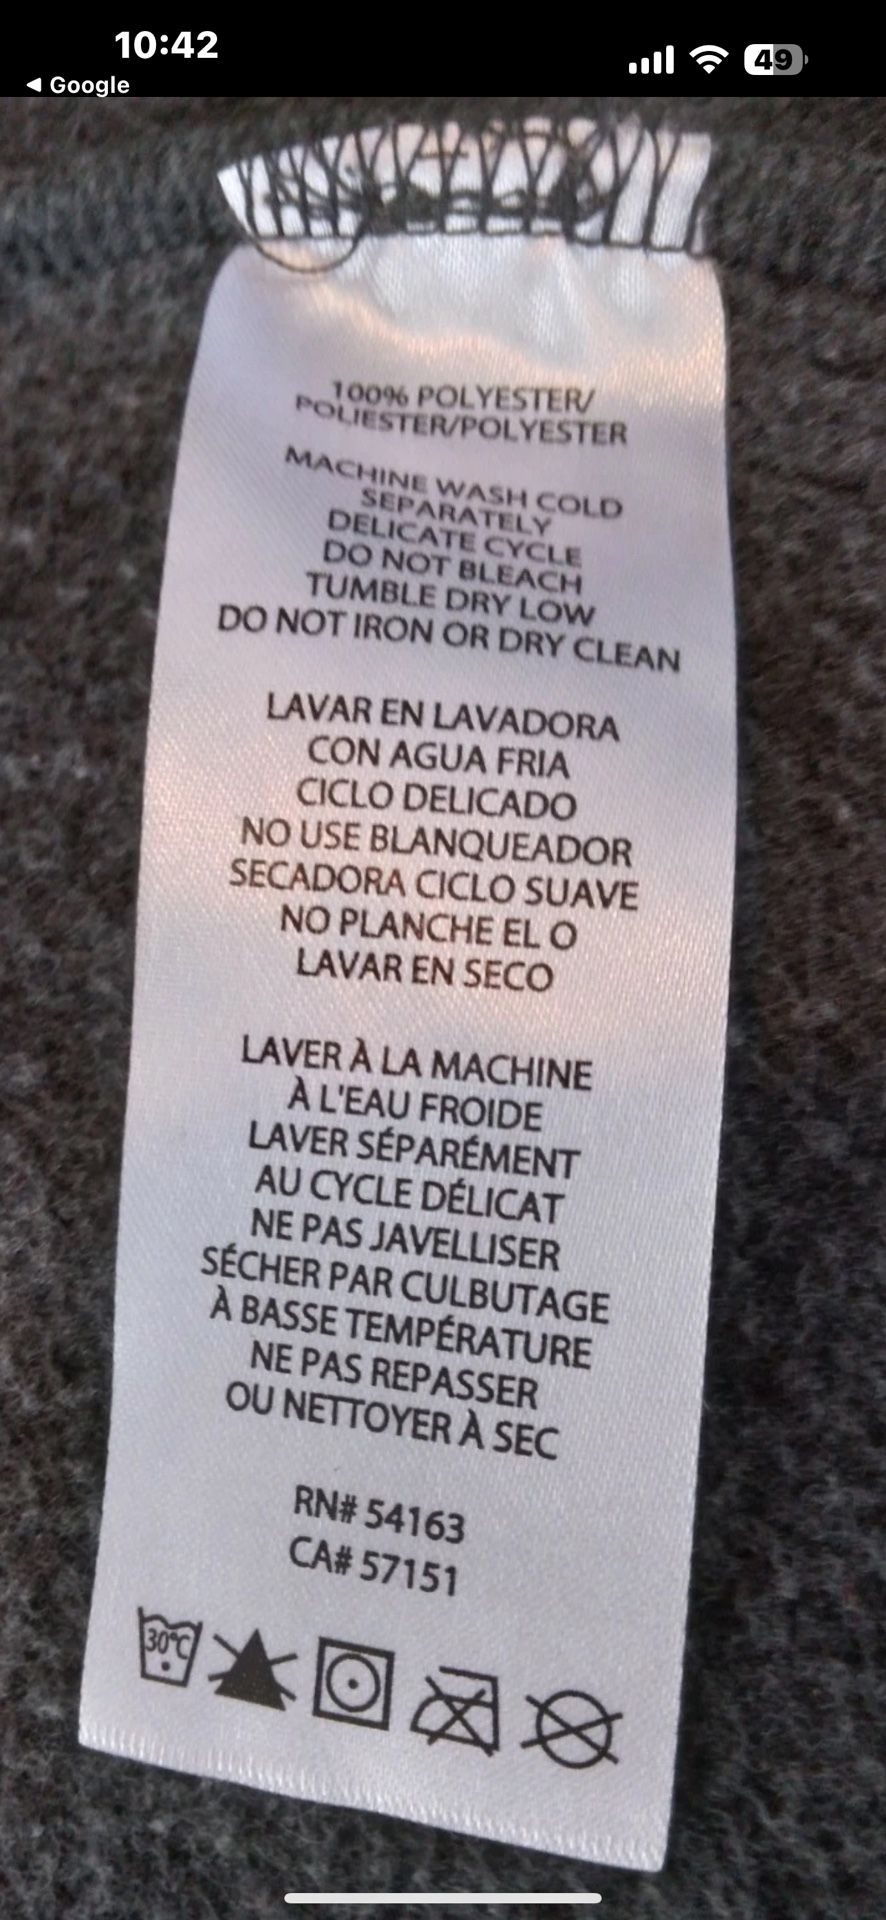 10:42
49
◀ Google
100% POLYESTER/
POLIESTER/POLYESTER
MACHINE WASH COLD
SEPARATELY
DELICATE CYCLE
DO NOT BLEACH
TUMBLE DRY LOW
DO NOT IRON OR DRY CLEAN
LAVAR EN LAVADORA
CON AGUA FRIA
CICLO DELICADO
NO USE BLANQUEADOR
SECADORA CICLO SUAVE
NO PLANCHE EL O
LAVAR EN SECO
LAVER À LA MACHINE
À L'EAU FROIDE
LAVER SÉPARÉMENT
AU CYCLE DÉLICAT
NE PAS JAVELLISER
SÉCHER PAR CULBUTAGE
À BASSE TEMPÉRATURE
NE PAS REPASSER
OU NETTOYER À SEC
RN# 54163
CA# 57151
30°C